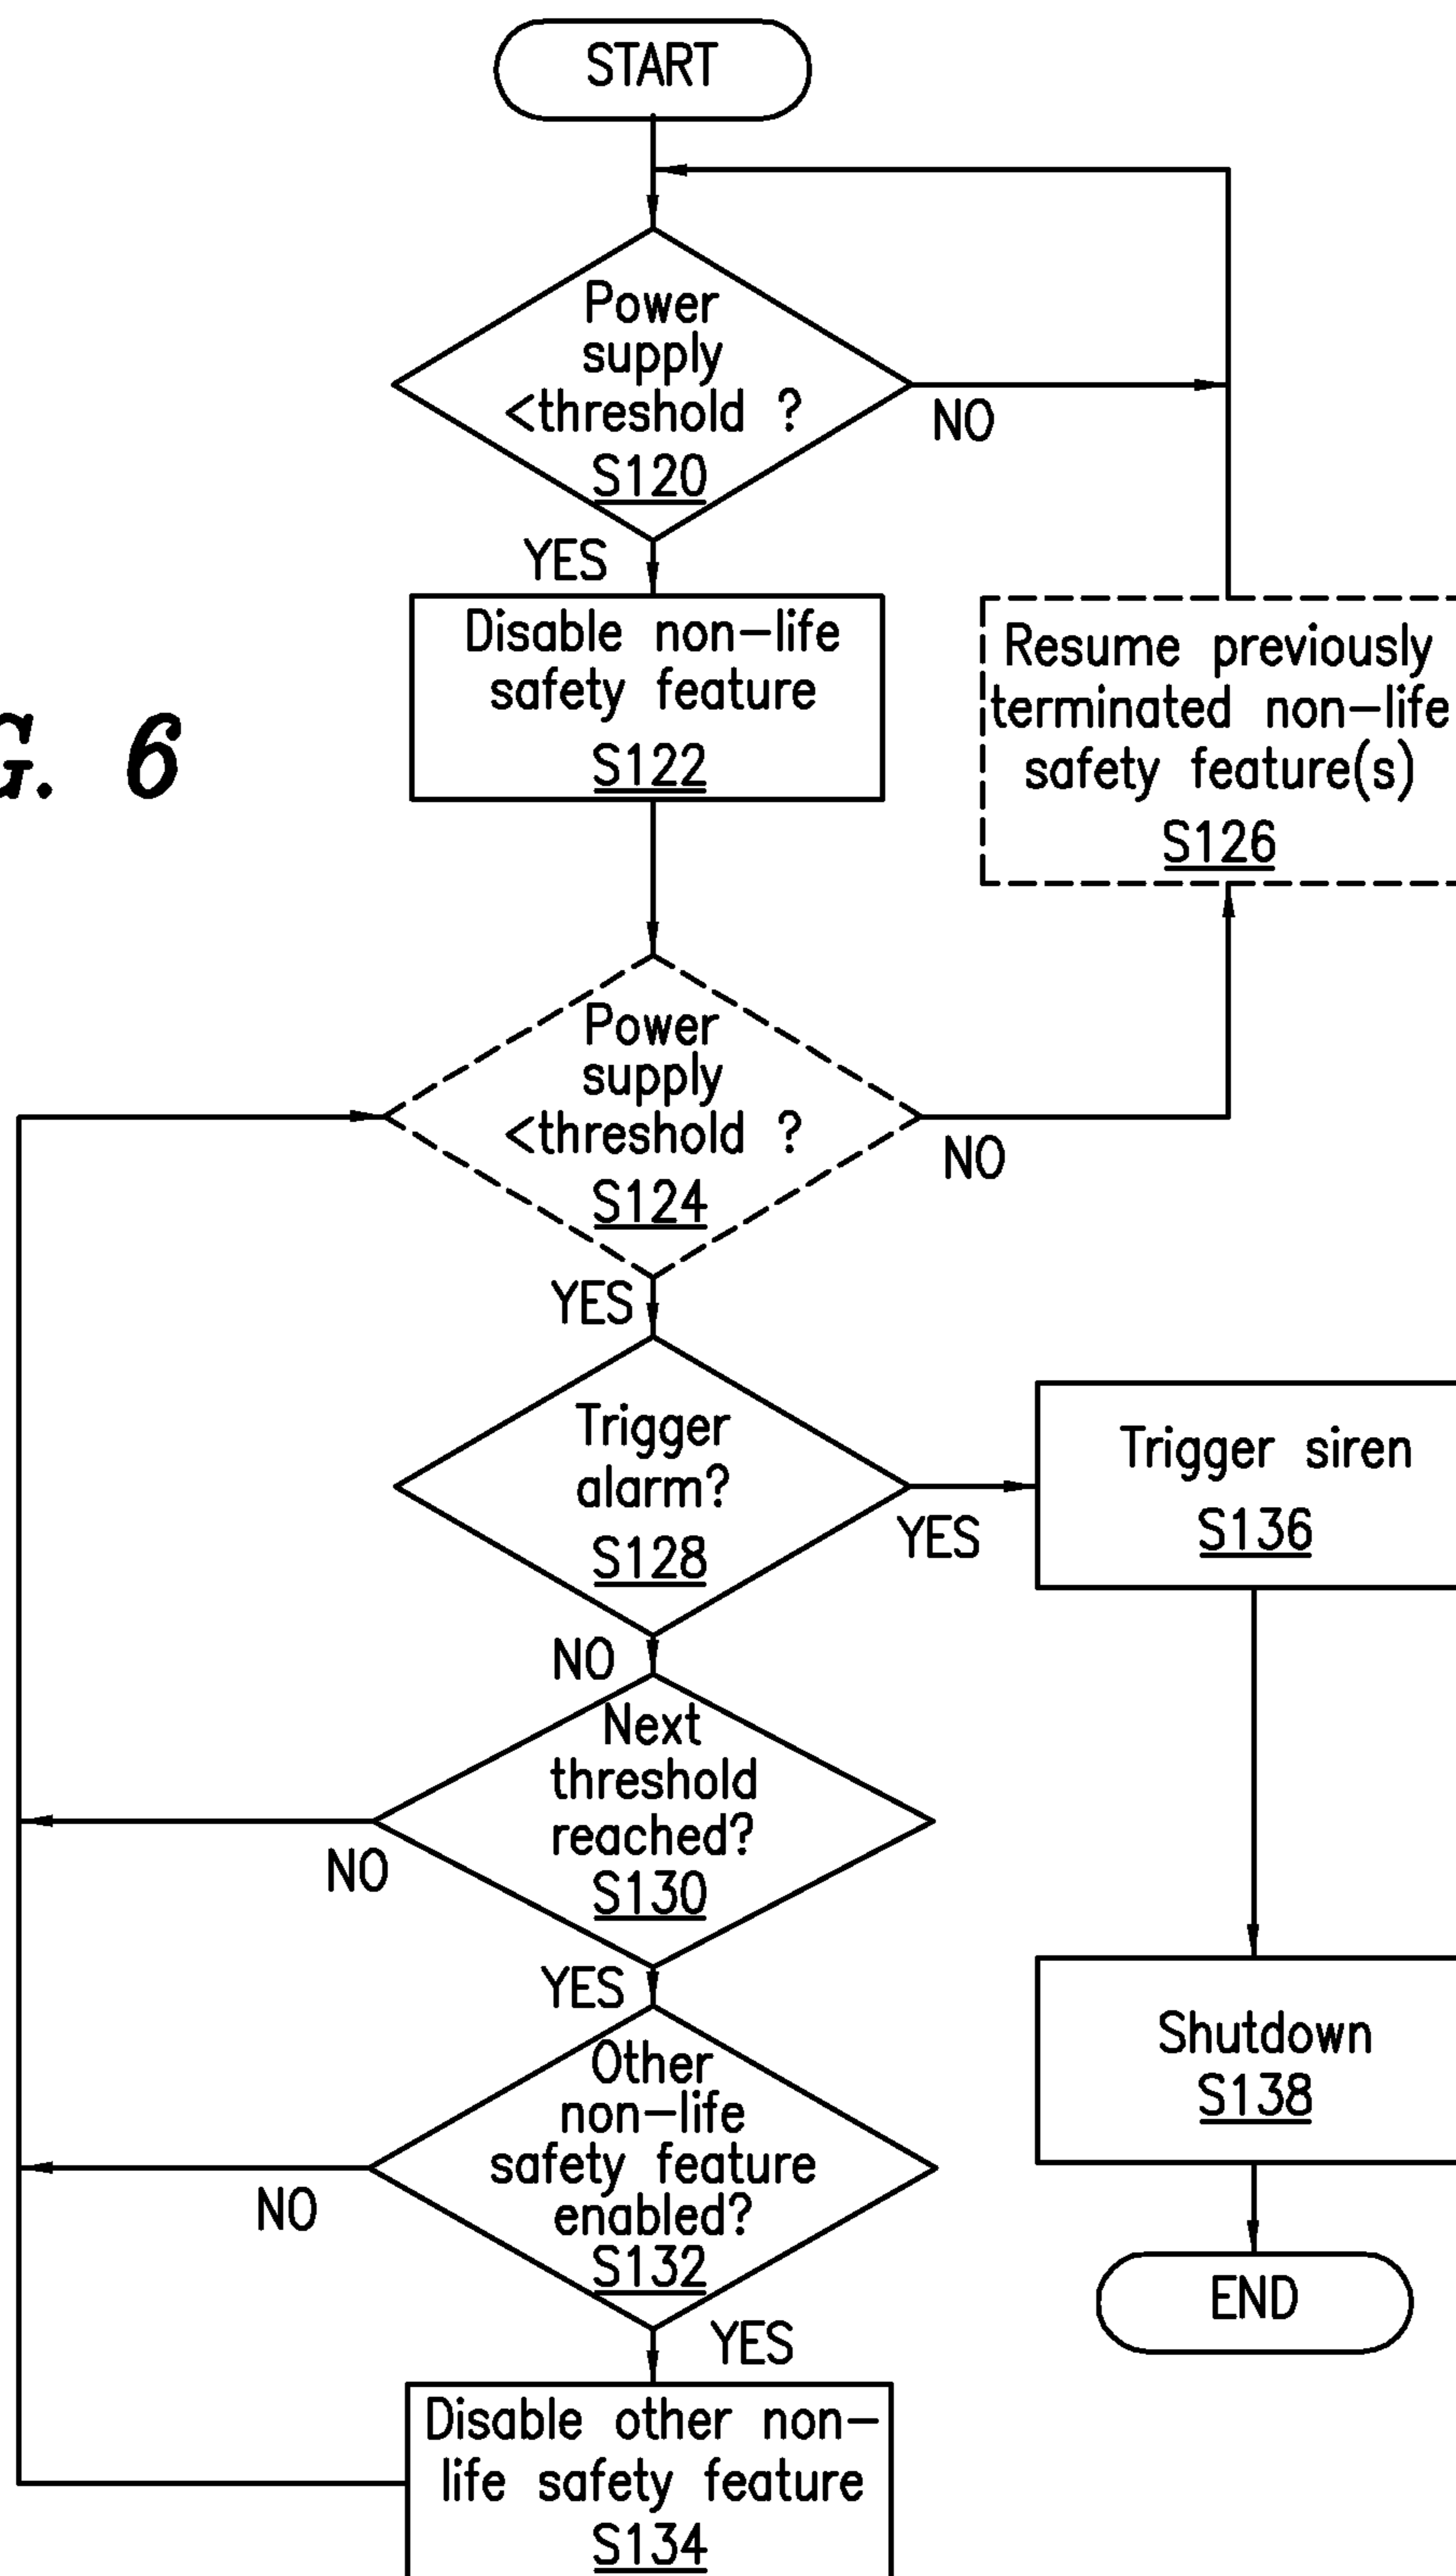 START
Power
supply
<threshold ?
S120
NO
YES
Disable non-life
safety feature
S122
Resume previously
terminated non-life
safety feature(s)
S126
G. 6
Power
supply
<threshold ?
S124
NO
YES
Trigger
alarm?
S128
YES
Trigger siren
S136
NO
Next
threshold
reached?
S130
NO
YES
Other
non-life
safety feature
enabled?
S132
NO
YES
Shutdown
S138
END
Disable other non-
life safety feature
S134